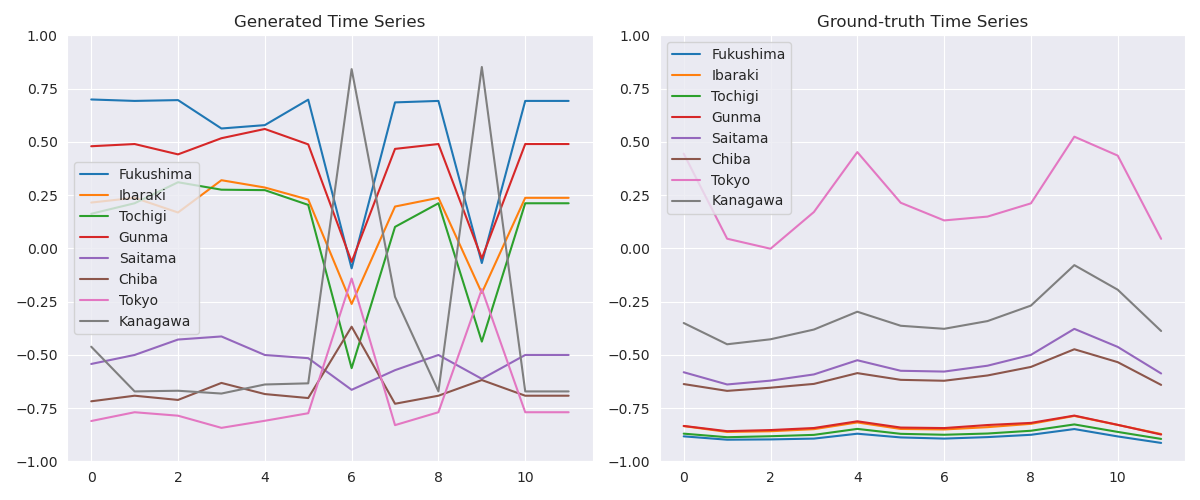 Generated Time Series
1.00
0.75
0.50
0.25
0.00
−0.25
−0.50
−0.75
−1.00
0 2 4 6 8 10
Fukushima
Ibaraki
Tochigi
Gunma
Saitama
Chiba
Tokyo
Kanagawa
Ground-truth Time Series
1.00
0.75
0.50
0.25
0.00
−0.25
−0.50
−0.75
−1.00
0 2 4 6 8 10
Fukushima
Ibaraki
Tochigi
Gunma
Saitama
Chiba
Tokyo
Kanagawa